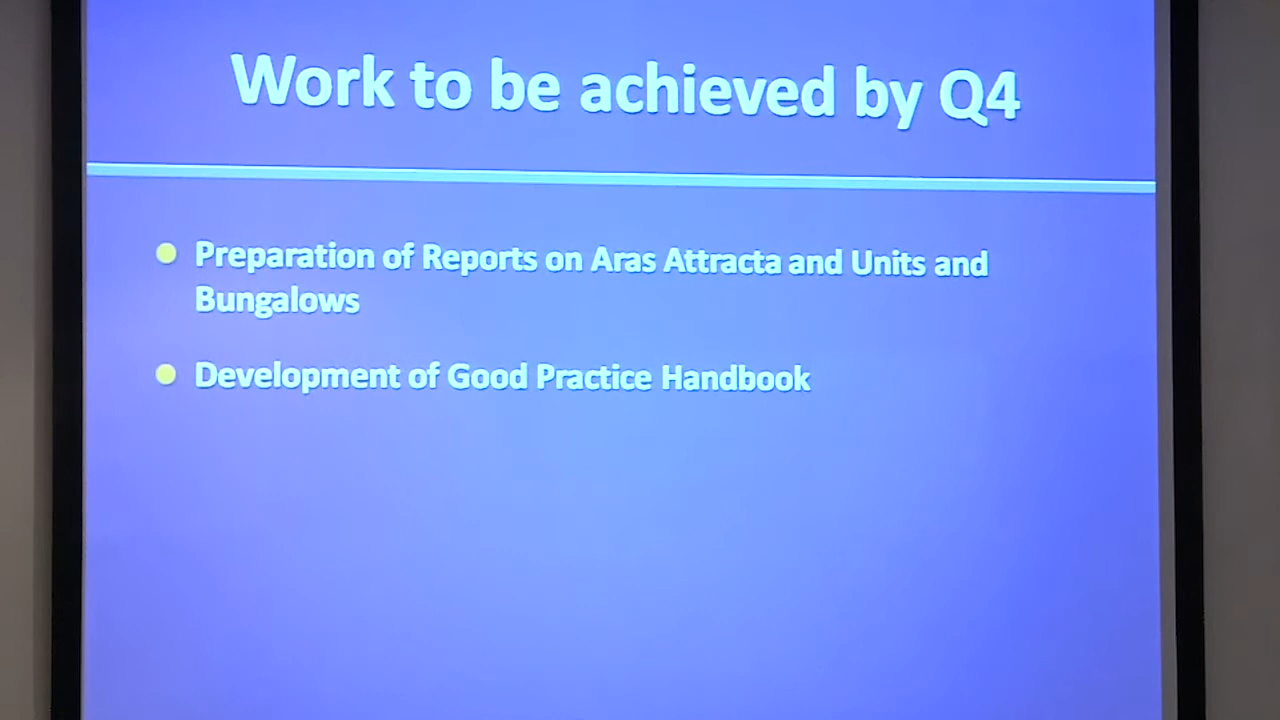 Work to be achieved by Q4
Preparation of Reports on Aras Attracta and Units and
Bungalows
Development of Good Practice Handbook